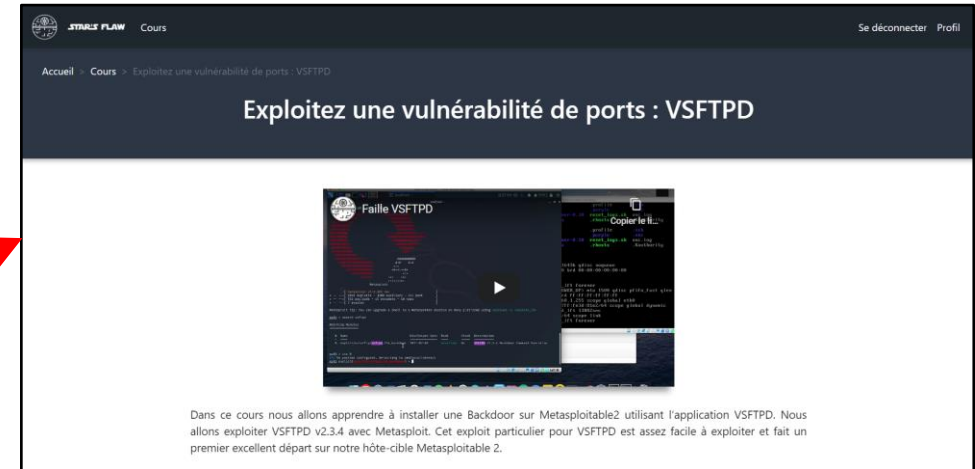 STAR:S FLAW Cours Se déconnecter Profil
Accueil > Cours > Exploitez une vulnérabilité de ports : VSFTPD
Exploitez une vulnérabilité de ports : VSFTPD
Faille VSFTPD
Copier le li...
Dans ce cours nous allons apprendre à installer une Backdoor sur Metasploitable2 utilisant l'application VSFTPD. Nous
allons exploiter VSFTPD v2.3.4 avec Metasploit. Cet exploit particulier pour VSFTPD est assez facile à exploiter et fait un
premier excellent départ sur notre hôte-cible Metasploitable 2.